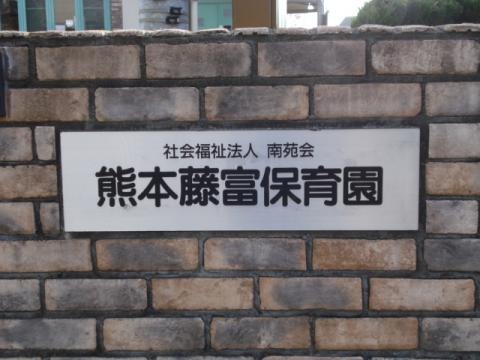 社会福祉法人 南苑会
熊本藤富保育園